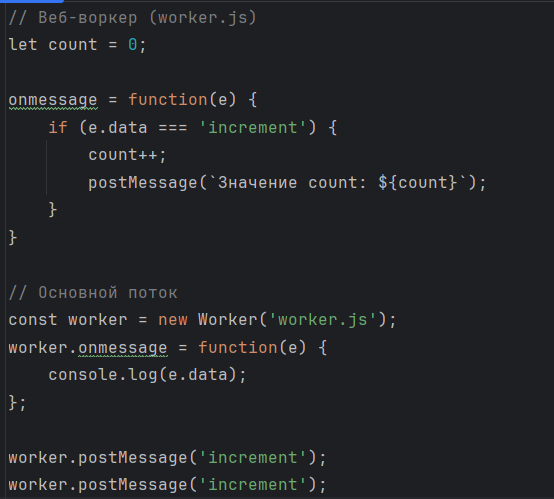 // Веб-воркер (worker.js)
let count = 0;
onmessage = function(e) {
if (e.data === 'increment') {
count++;
postMessage(`Значение count: ${count}`);
}
}
// Основной поток
const worker = new Worker('worker.js');
worker.onmessage = function(e) {
console.log(e.data);
};
worker.postMessage('increment');
worker.postMessage('increment');